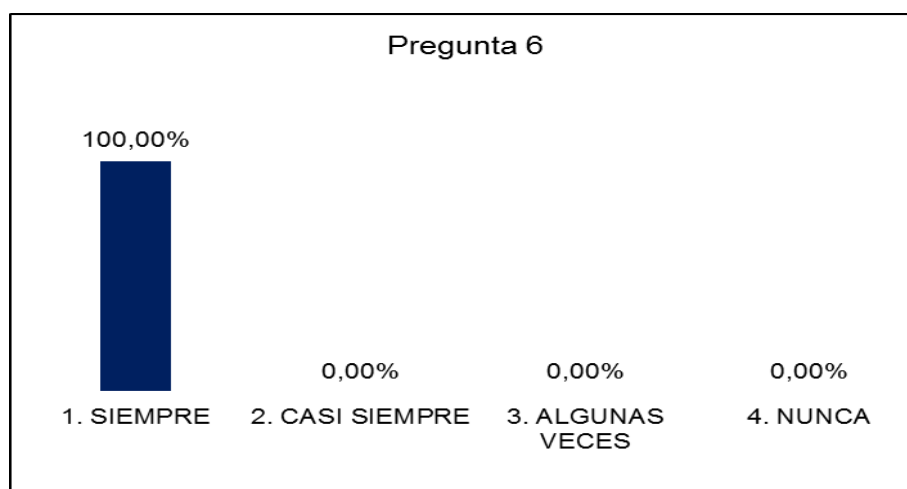 Pregunta 6
100,00%
0,00%
0,00%
0,00%
1. SIEMPRE
2. CASI SIEMPRE
3. ALGUNAS
VECES
4. NUNCA